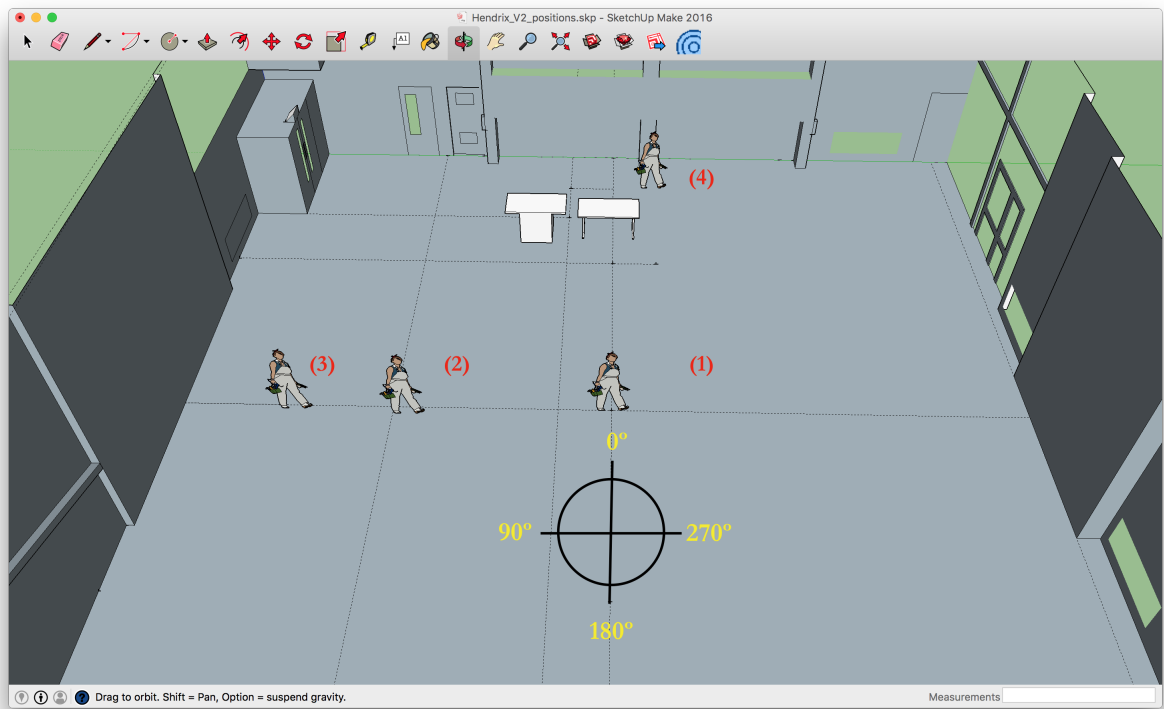 Hendrix_V2_positions.skp - SketchUp Make 2016
A1
(4)
(3)
(2)
(1)
0º
90º
270º
180º
? Drag to orbit. Shift = Pan, Option = suspend gravity.
Measurements